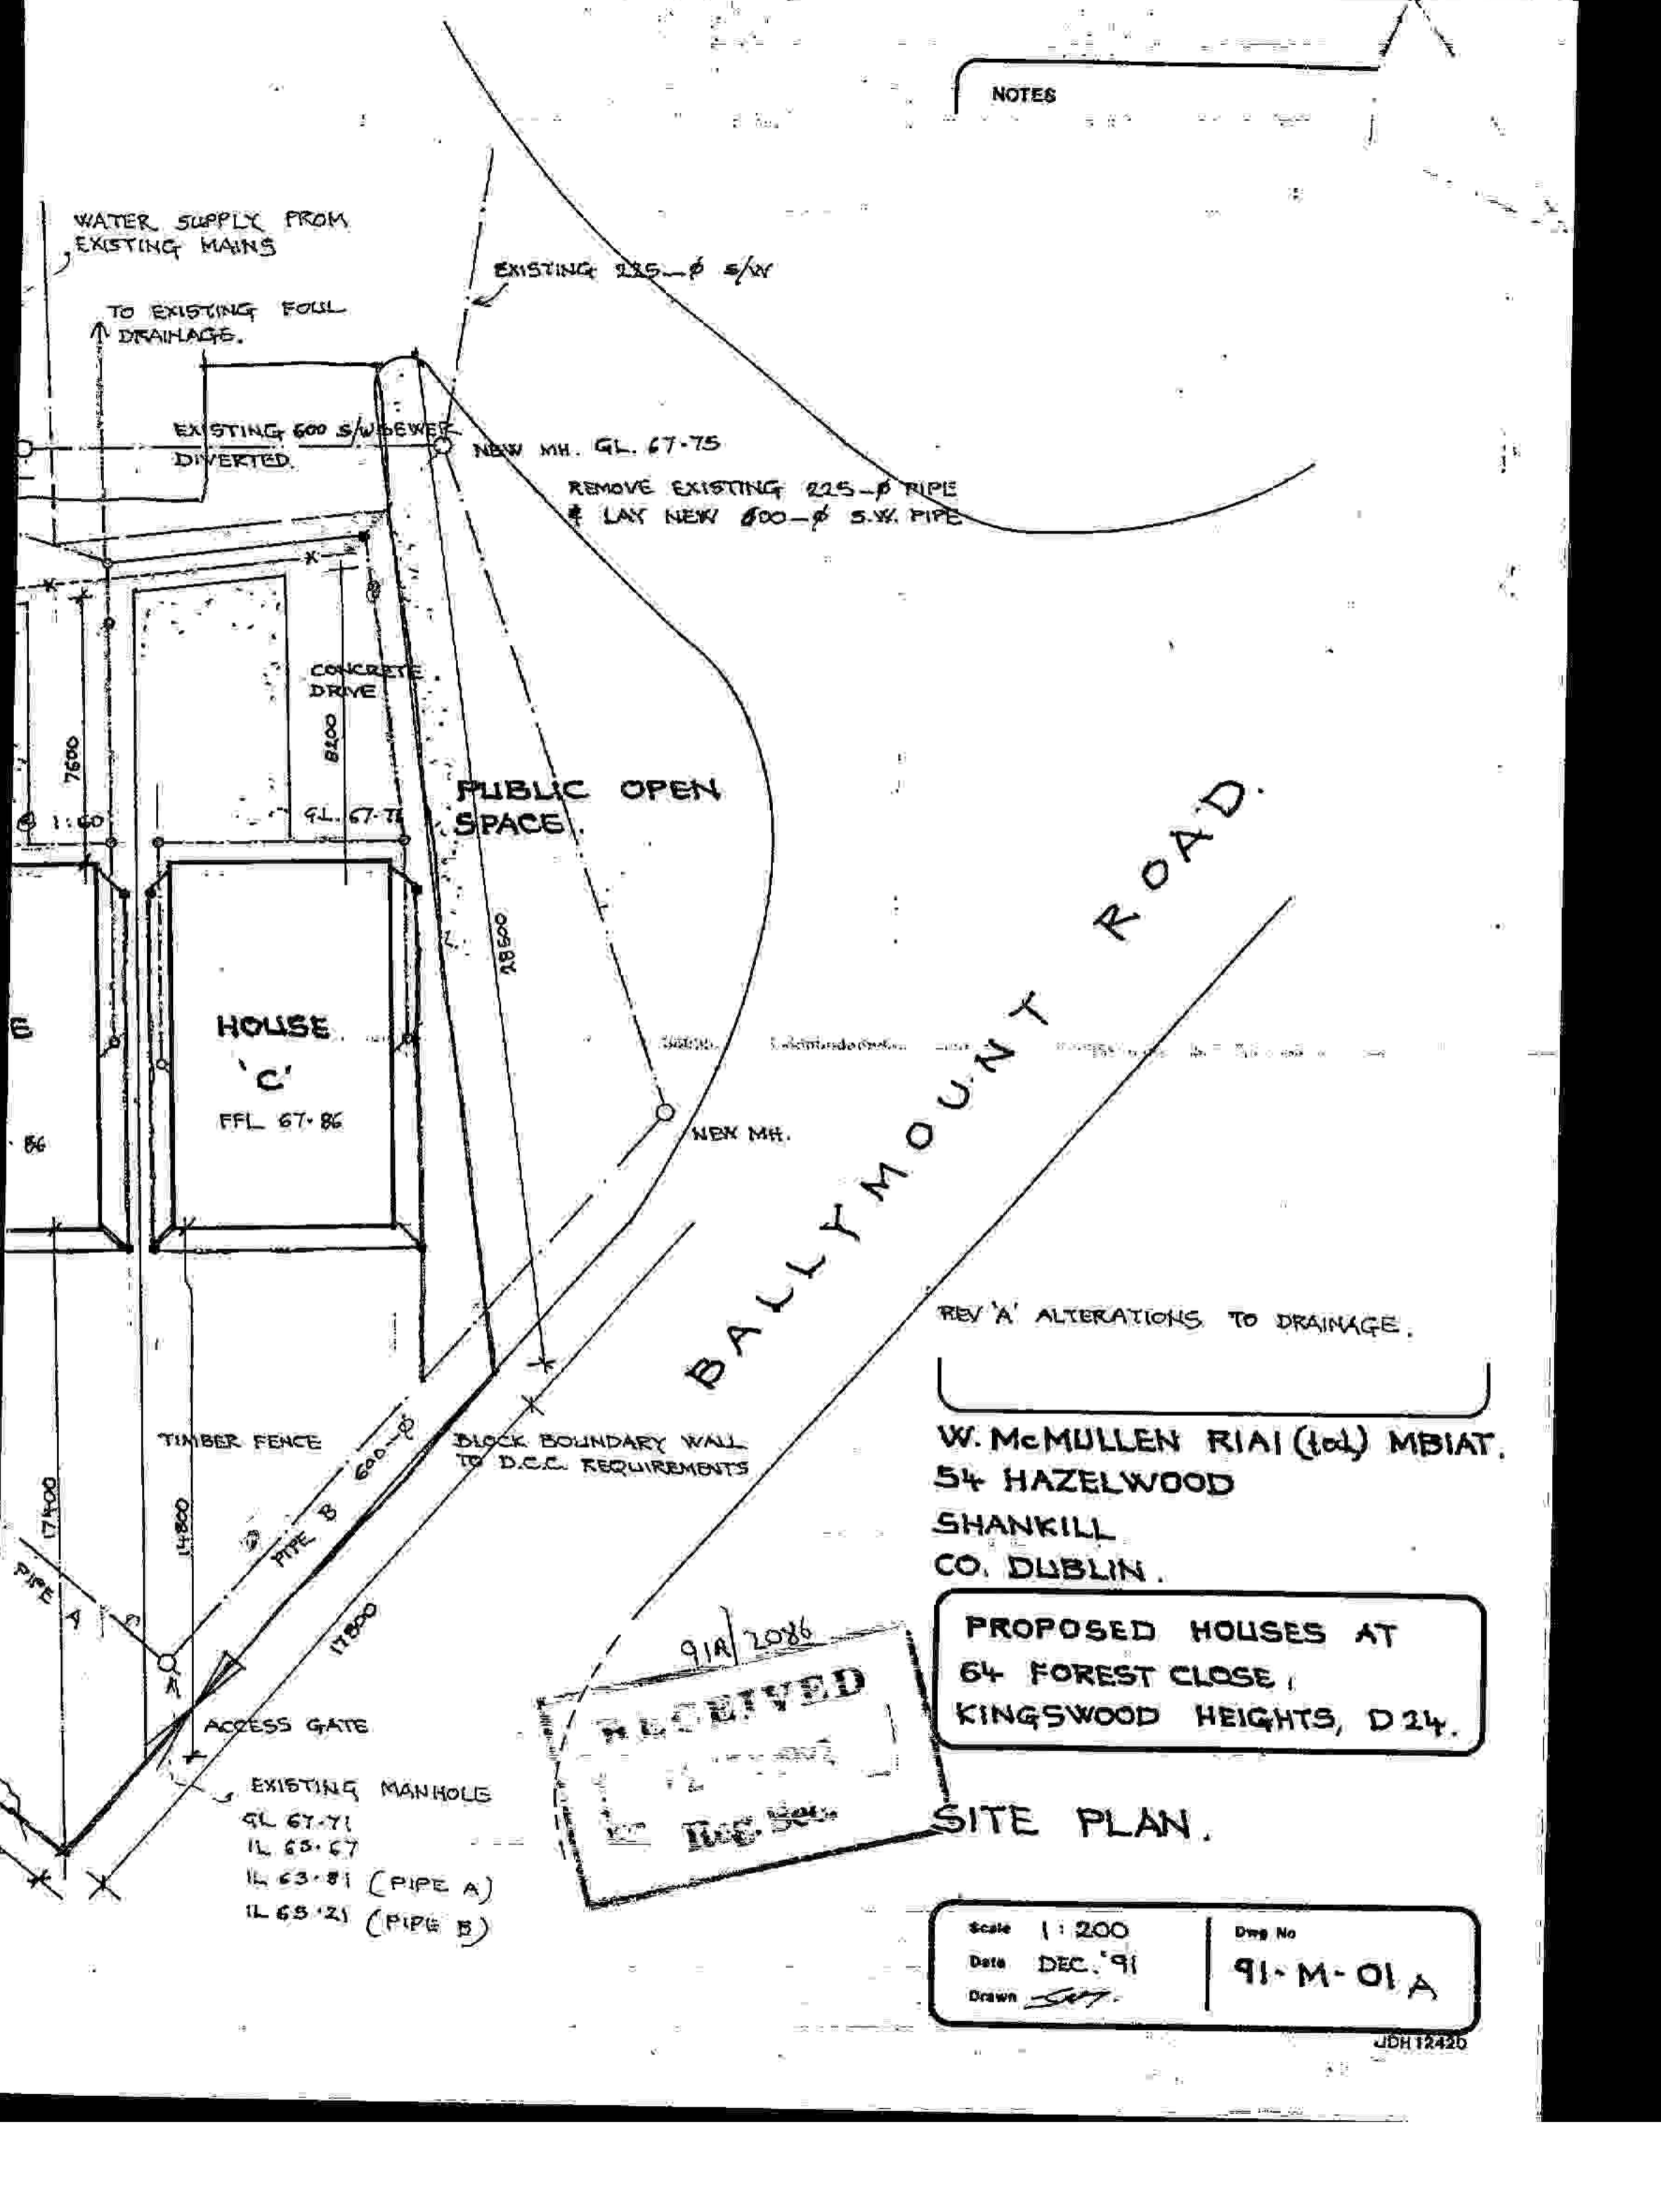 NOTES
WATER SUPPLY FROM
EXISTING MAINS
EXISTING 225-Ø S/W
TO EXISTING FOUL
DRAINAGE.
EXISTING 600 S/W SEWER
DIVERTED.
NEW MH. GL. 67.75
REMOVE EXISTING 225-Ø PIPE
& LAY NEW 600-Ø S.W. PIPE
CONCRETE
DRIVE
8200
7600
PUBLIC OPEN
SPACE.
1:60
GL. 67.71
28500
BALLYMOUNT ROAD.
E
HOUSE
'C'
FFL 67.86
.86
NEW MH.
REV 'A' ALTERATIONS TO DRAINAGE.
TIMBER FENCE
600-Ø
BLOCK BOUNDARY WALL
TO D.C.C. REQUIREMENTS
W. McMULLEN RIAI (tech) MBIAT.
54 HAZELWOOD
SHANKILL
CO. DUBLIN.
17400
14800
PIPE B
PIPE A
17800
PROPOSED HOUSES AT
64 FOREST CLOSE,
KINGSWOOD HEIGHTS, D24.
91A/2086
RECEIVED
Reg. Sec.
A
ACCESS GATE
EXISTING MANHOLE
GL 67.71
IL 65.67
IL 63.81 (PIPE A)
IL 65.21 (PIPE B)
SITE PLAN.
Scale 1:200
Date DEC. '91
Drawn
Dwg No
91-M-01 A
JDH 12420